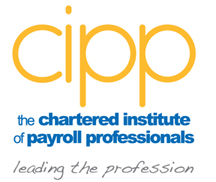 cipp
the chartered institute
of payroll professionals
leading the profession